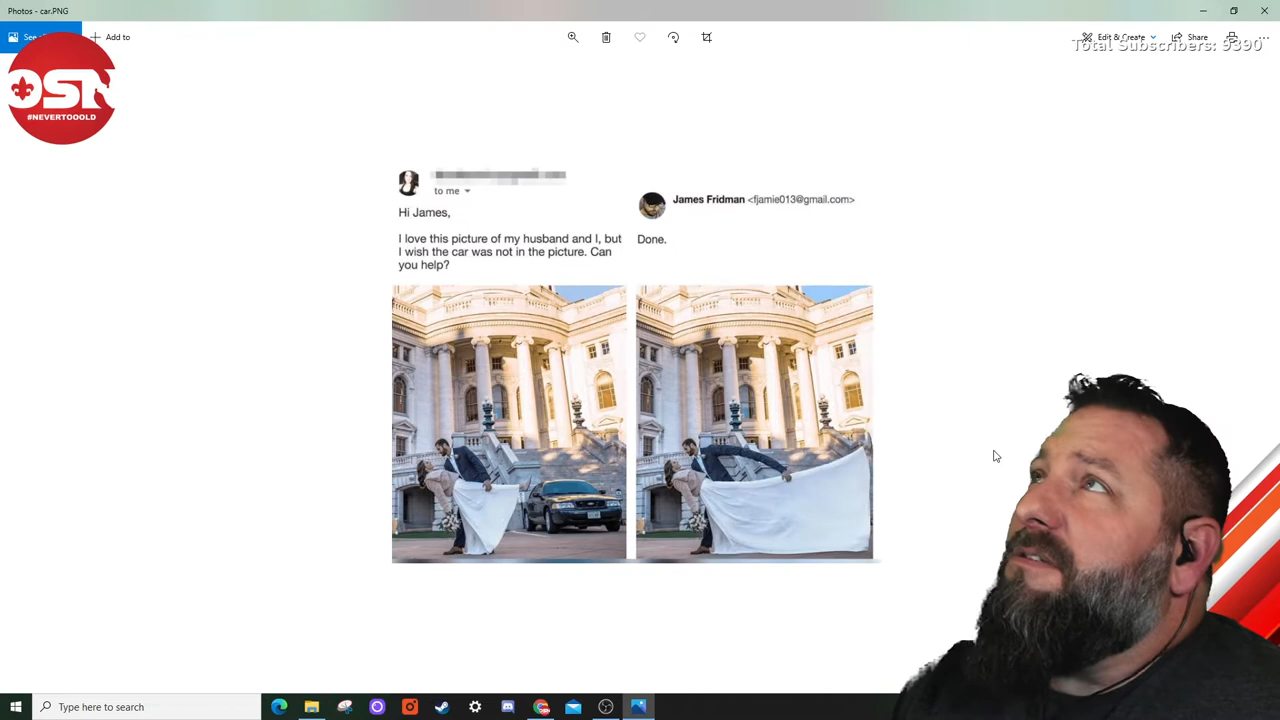 Photos - car.PNG
Add to
Edit & Create
Share
Total Subscribers: 9390
OSN
#NEVERTOOOLD
to me
Hi James,
I love this picture of my husband and I, but
I wish the car was not in the picture. Can
you help?
James Fridman <fjamie013@gmail.com>
Done.
Type here to search